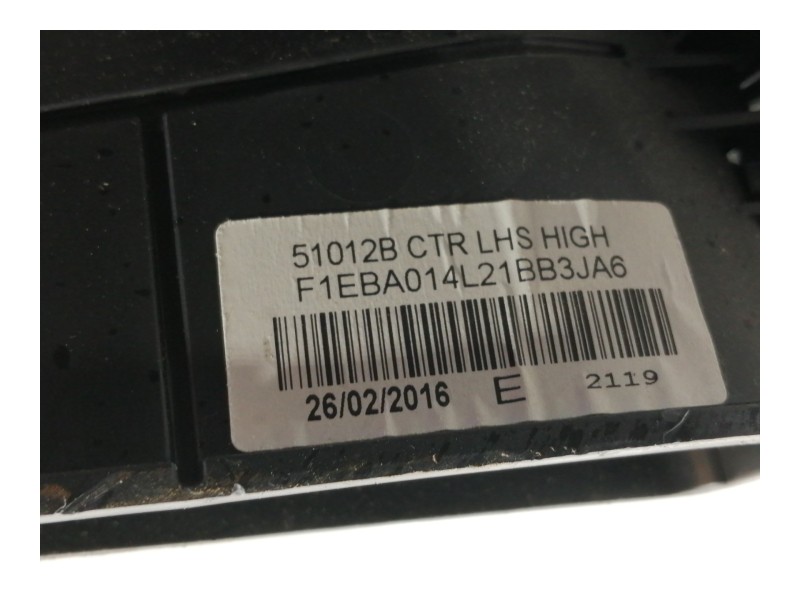 51012B CTR LHS HIGH
F1EBA014L21BB3JA6
26/02/2016 E 2119